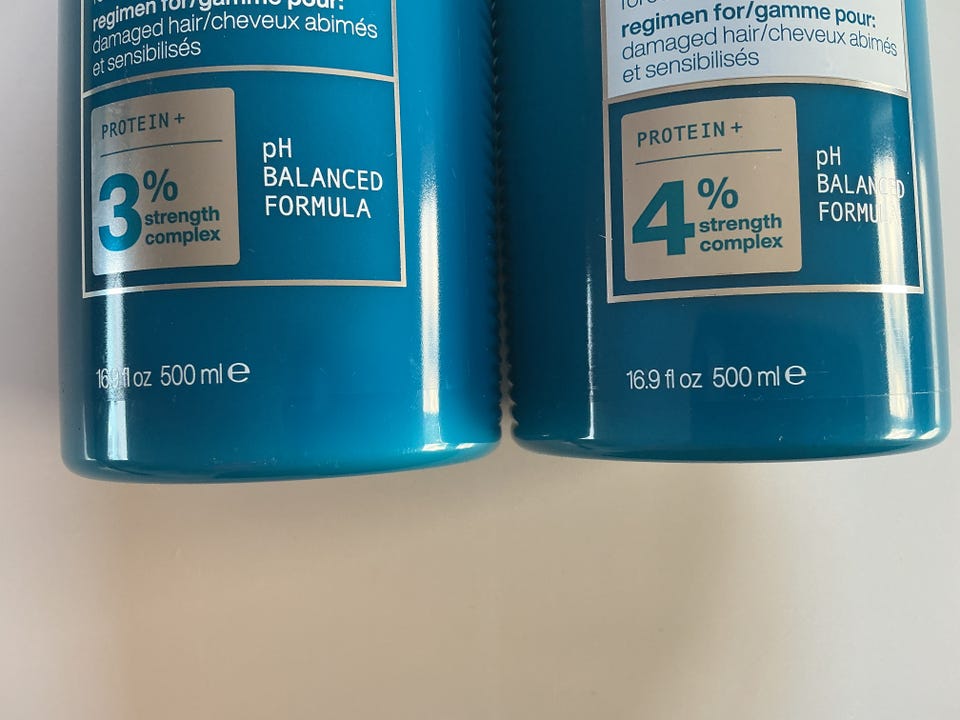 regimen for/gamme pour:
damaged hair/cheveux abimés
et sensibilisés
PROTEIN+
3%
strength
complex
pH
BALANCED
FORMULA
16.9 fl oz 500 ml e
regimen for/gamme pour:
damaged hair/cheveux abimés
et sensibilisés
PROTEIN+
4%
strength
complex
pH
BALANCED
FORMULA
16.9 fl oz 500 ml e